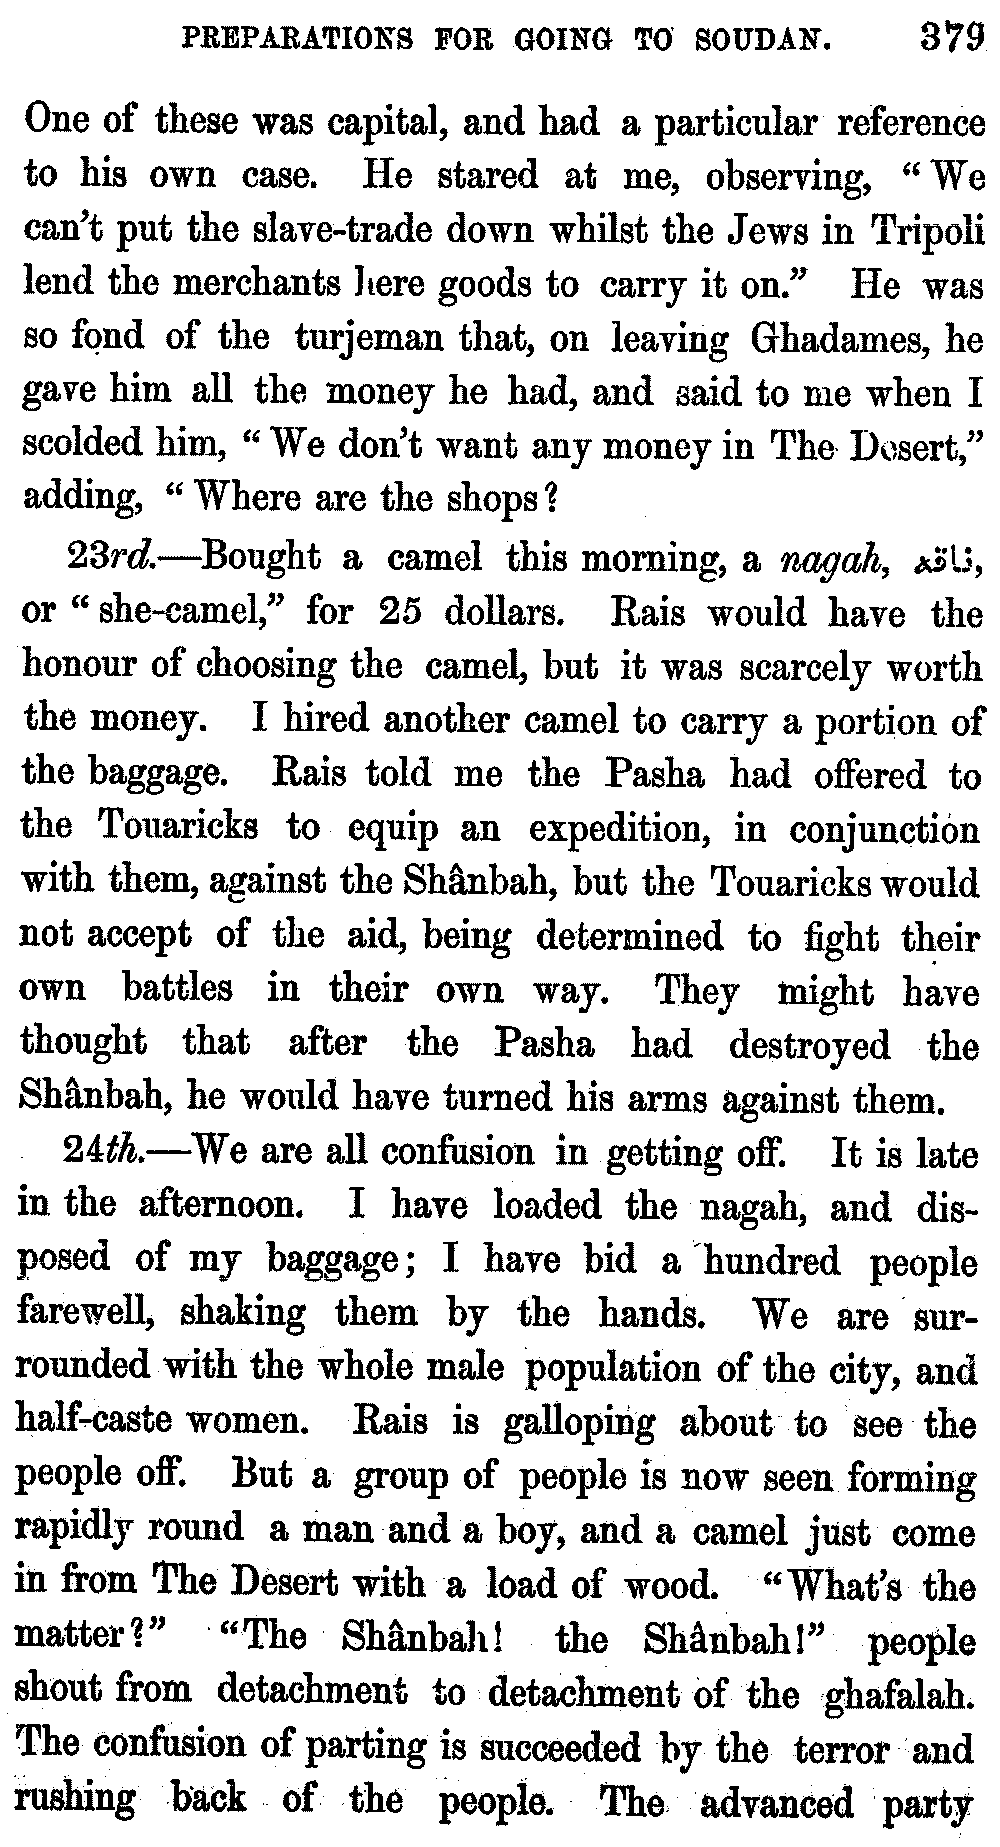 PREPARATIONS FOR GOING TO SOUDAN. 379
One of these was capital, and had a particular reference
to his own case. He stared at me, observing, “We
can't put the slave-trade down whilst the Jews in Tripoli
lend the merchants here goods to carry it on.” He was
so fond of the turjeman that, on leaving Ghadames, he
gave him all the money he had, and said to me when I
scolded him, “We don't want any money in The Desert,”
adding, “Where are the shops?
23rd.—Bought a camel this morning, a nagah, ناقة,
or “she-camel,” for 25 dollars. Rais would have the
honour of choosing the camel, but it was scarcely worth
the money. I hired another camel to carry a portion of
the baggage. Rais told me the Pasha had offered to
the Touaricks to equip an expedition, in conjunction
with them, against the Shânbah, but the Touaricks would
not accept of the aid, being determined to fight their
own battles in their own way. They might have
thought that after the Pasha had destroyed the
Shânbah, he would have turned his arms against them.
24th.—We are all confusion in getting off. It is late
in the afternoon. I have loaded the nagah, and dis-
posed of my baggage; I have bid a hundred people
farewell, shaking them by the hands. We are sur-
rounded with the whole male population of the city, and
half-caste women. Rais is galloping about to see the
people off. But a group of people is now seen forming
rapidly round a man and a boy, and a camel just come
in from The Desert with a load of wood. “What's the
matter?” “The Shânbah! the Shânbah!” people
shout from detachment to detachment of the ghafalah.
The confusion of parting is succeeded by the terror and
rushing back of the people. The advanced party